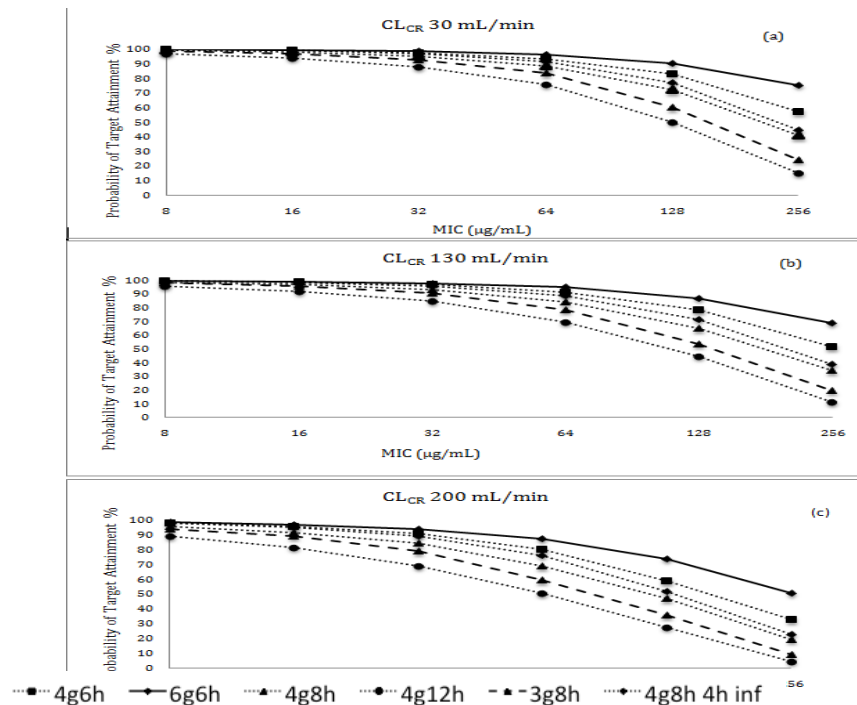 CLCR 30 mL/min
(a)
Probability of Target Attainment %
100
90
80
70
60
50
40
30
20
10
0
8 16 32 64 128 256
MIC (µg/mL)
CLCR 130 mL/min
(b)
Probability of Target Attainment %
100
90
80
70
60
50
40
30
20
10
0
8 16 32 64 128 256
MIC (µg/mL)
CLCR 200 mL/min
(c)
obability of Target Attainment %
100
90
80
70
60
50
40
30
20
10
0
56
4g6h 6g6h 4g8h 4g12h 3g8h 4g8h 4h inf